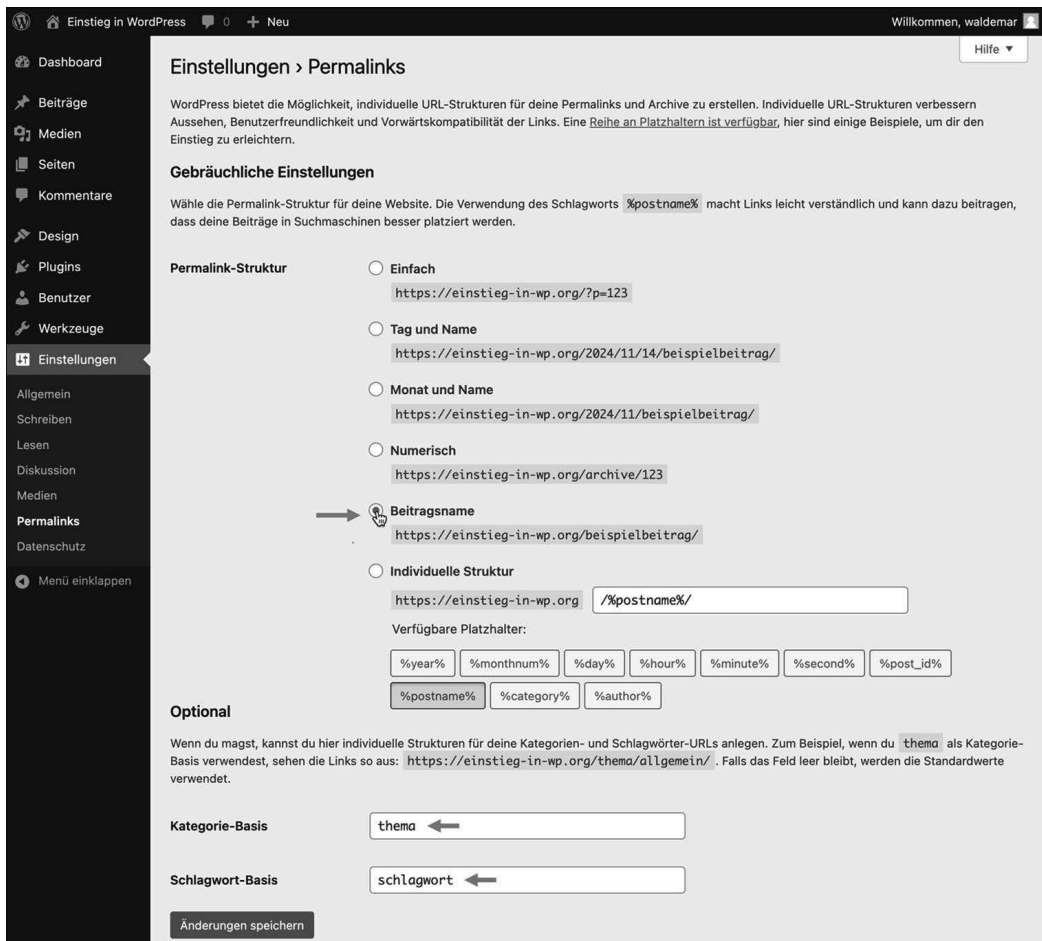 Einstieg in WordPress 0 + Neu Willkommen, waldemar
Hilfe ▼
Dashboard
Beiträge
Medien
Seiten
Kommentare
Design
Plugins
Benutzer
Werkzeuge
Einstellungen
Allgemein
Schreiben
Lesen
Diskussion
Medien
Permalinks
Datenschutz
Menü einklappen
Einstellungen › Permalinks
WordPress bietet die Möglichkeit, individuelle URL-Strukturen für deine Permalinks und Archive zu erstellen. Individuelle URL-Strukturen verbessern
Aussehen, Benutzerfreundlichkeit und Vorwärtskompatibilität der Links. Eine Reihe an Platzhaltern ist verfügbar, hier sind einige Beispiele, um dir den
Einstieg zu erleichtern.
Gebräuchliche Einstellungen
Wähle die Permalink-Struktur für deine Website. Die Verwendung des Schlagworts %postname% macht Links leicht verständlich und kann dazu beitragen,
dass deine Beiträge in Suchmaschinen besser platziert werden.
Permalink-Struktur
Einfach
https://einstieg-in-wp.org/?p=123
Tag und Name
https://einstieg-in-wp.org/2024/11/14/beispielbeitrag/
Monat und Name
https://einstieg-in-wp.org/2024/11/beispielbeitrag/
Numerisch
https://einstieg-in-wp.org/archive/123
Beitragsname
https://einstieg-in-wp.org/beispielbeitrag/
Individuelle Struktur
https://einstieg-in-wp.org /%postname%/
Verfügbare Platzhalter:
%year% %monthnum% %day% %hour% %minute% %second% %post_id%
%postname% %category% %author%
Optional
Wenn du magst, kannst du hier individuelle Strukturen für deine Kategorien- und Schlagwörter-URLs anlegen. Zum Beispiel, wenn du thema als Kategorie-
Basis verwendest, sehen die Links so aus: https://einstieg-in-wp.org/thema/allgemein/ . Falls das Feld leer bleibt, werden die Standardwerte
verwendet.
Kategorie-Basis thema
Schlagwort-Basis schlagwort
Änderungen speichern